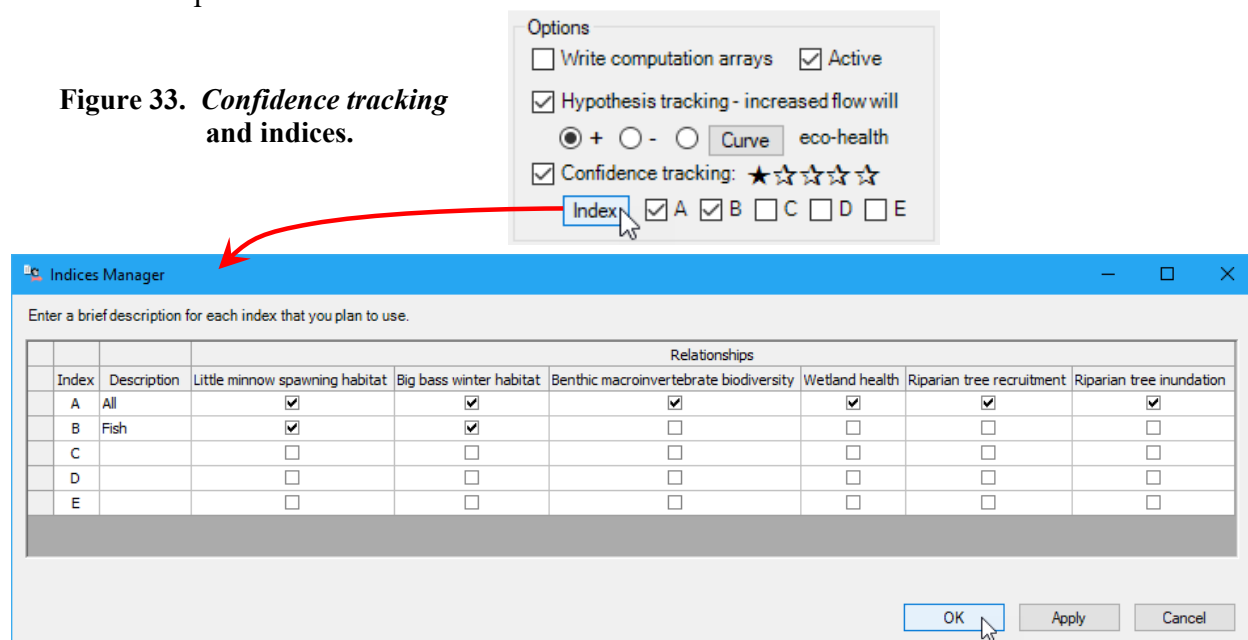 Options
Write computation arrays Active
Figure 33. Confidence tracking
and indices.
Hypothesis tracking - increased flow will
+ - Curve eco-health
Confidence tracking: ★☆☆☆☆
Index A B C D E
Indices Manager
Enter a brief description for each index that you plan to use.
Relationships
Index Description Little minnow spawning habitat Big bass winter habitat Benthic macroinvertebrate biodiversity Wetland health Riparian tree recruitment Riparian tree inundation
A All
B Fish
C
D
E
OK Apply Cancel